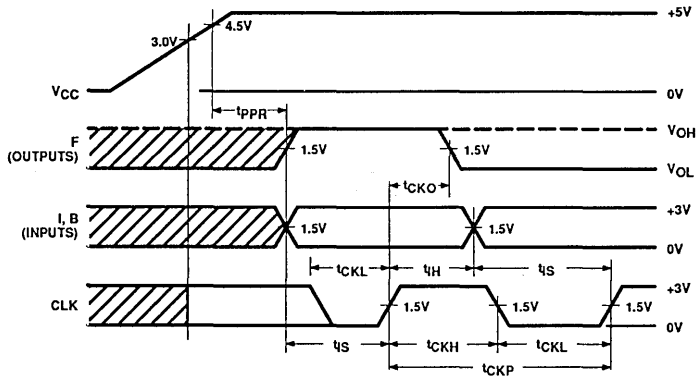 +5V
4.5V
3.0V
VCC
0V
tPPR
F
(OUTPUTS)
VOH
1.5V
1.5V
VOL
tCKO
I, B
(INPUTS)
+3V
1.5V
1.5V
0V
tCKL
tIH
tIS
CLK
+3V
1.5V
1.5V
1.5V
0V
tIS
tCKH
tCKL
tCKP